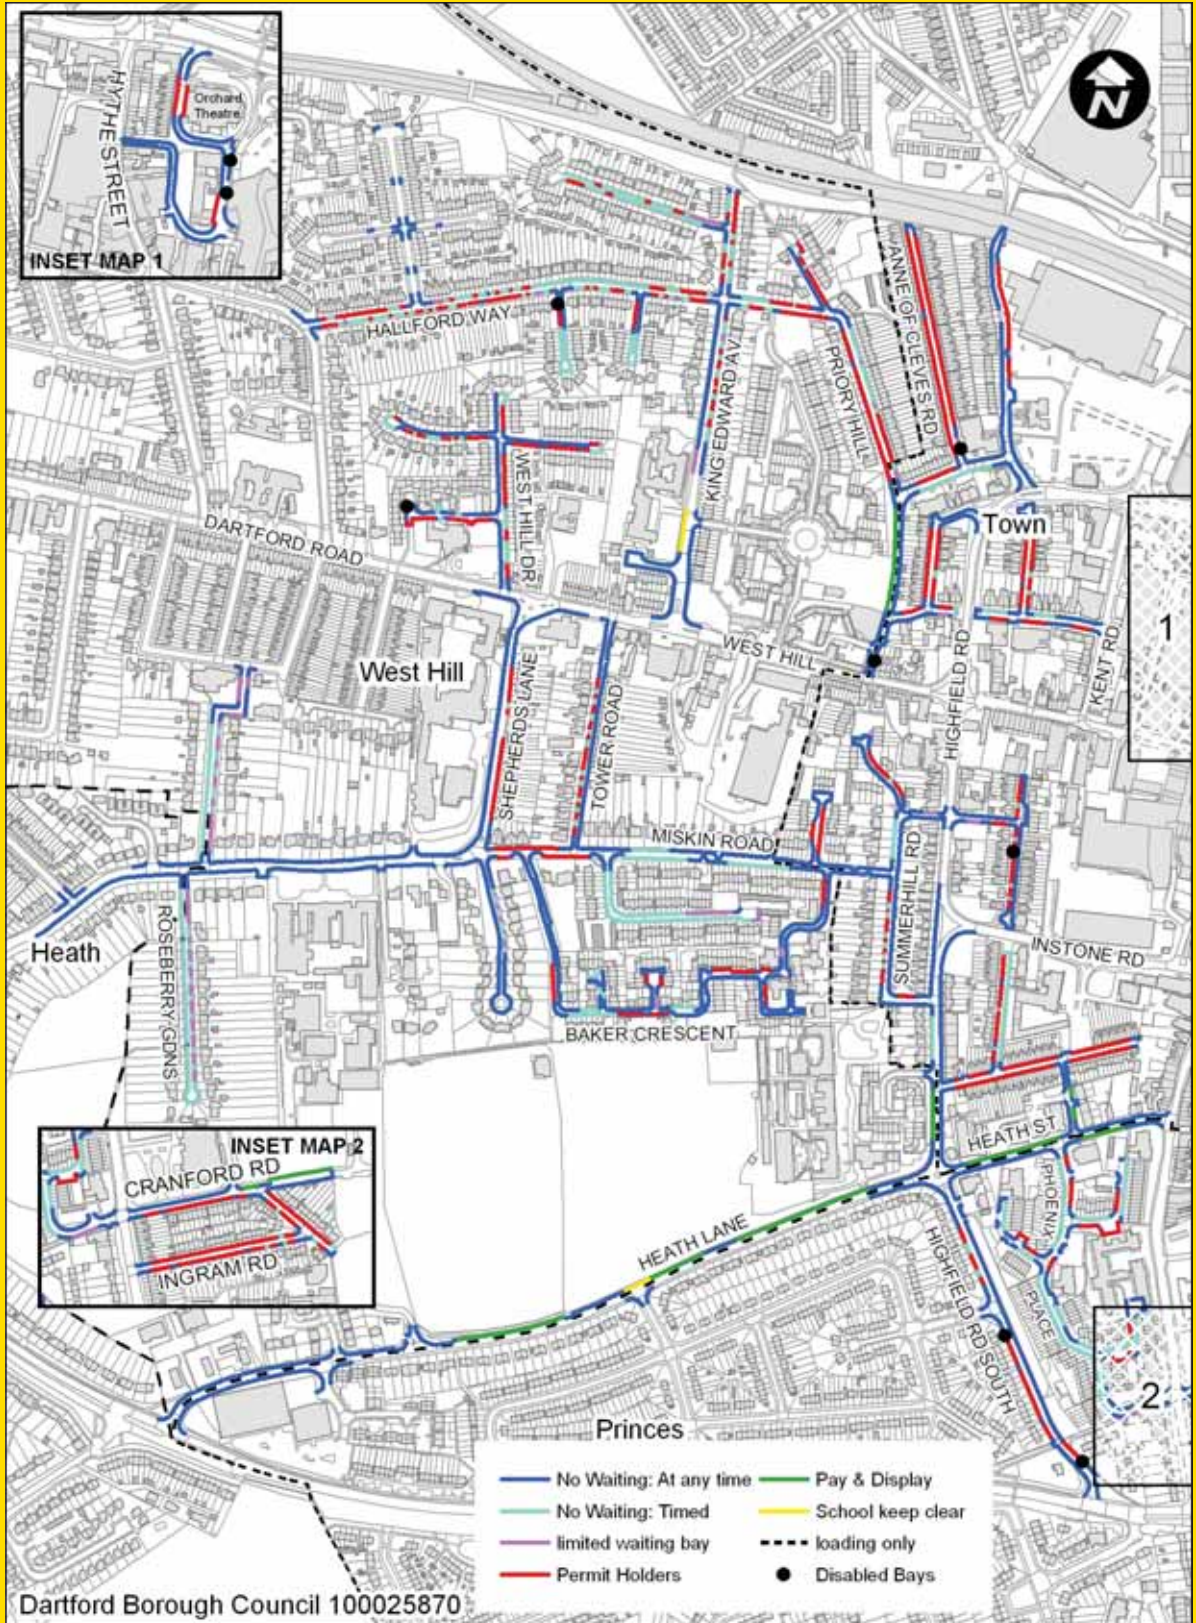 HYTHE STREET
Orchard
Theatre
INSET MAP 1
N
HALLFORD WAY
ANNE OF CLEVES RD
PRIORY HILL
KING EDWARD AV
WEST HILL DR
DARTFORD ROAD
Town
1
West Hill
SHEPHERDS LANE
TOWER ROAD
WEST HILL
HIGHFIELD RD
KENT RD
MISKIN ROAD
SUMMERHILL RD
Heath
ROSEBERRY GDNS
INSTONE RD
BAKER CRESCENT
INSET MAP 2
CRANFORD RD
INGRAM RD
HEATH ST
PHOENIX
PLACE
HEATH LANE
HIGHFIELD RD SOUTH
2
Princes
No Waiting: At any time
Pay & Display
No Waiting: Timed
School keep clear
limited waiting bay
loading only
Permit Holders
Disabled Bays
Dartford Borough Council 100025870